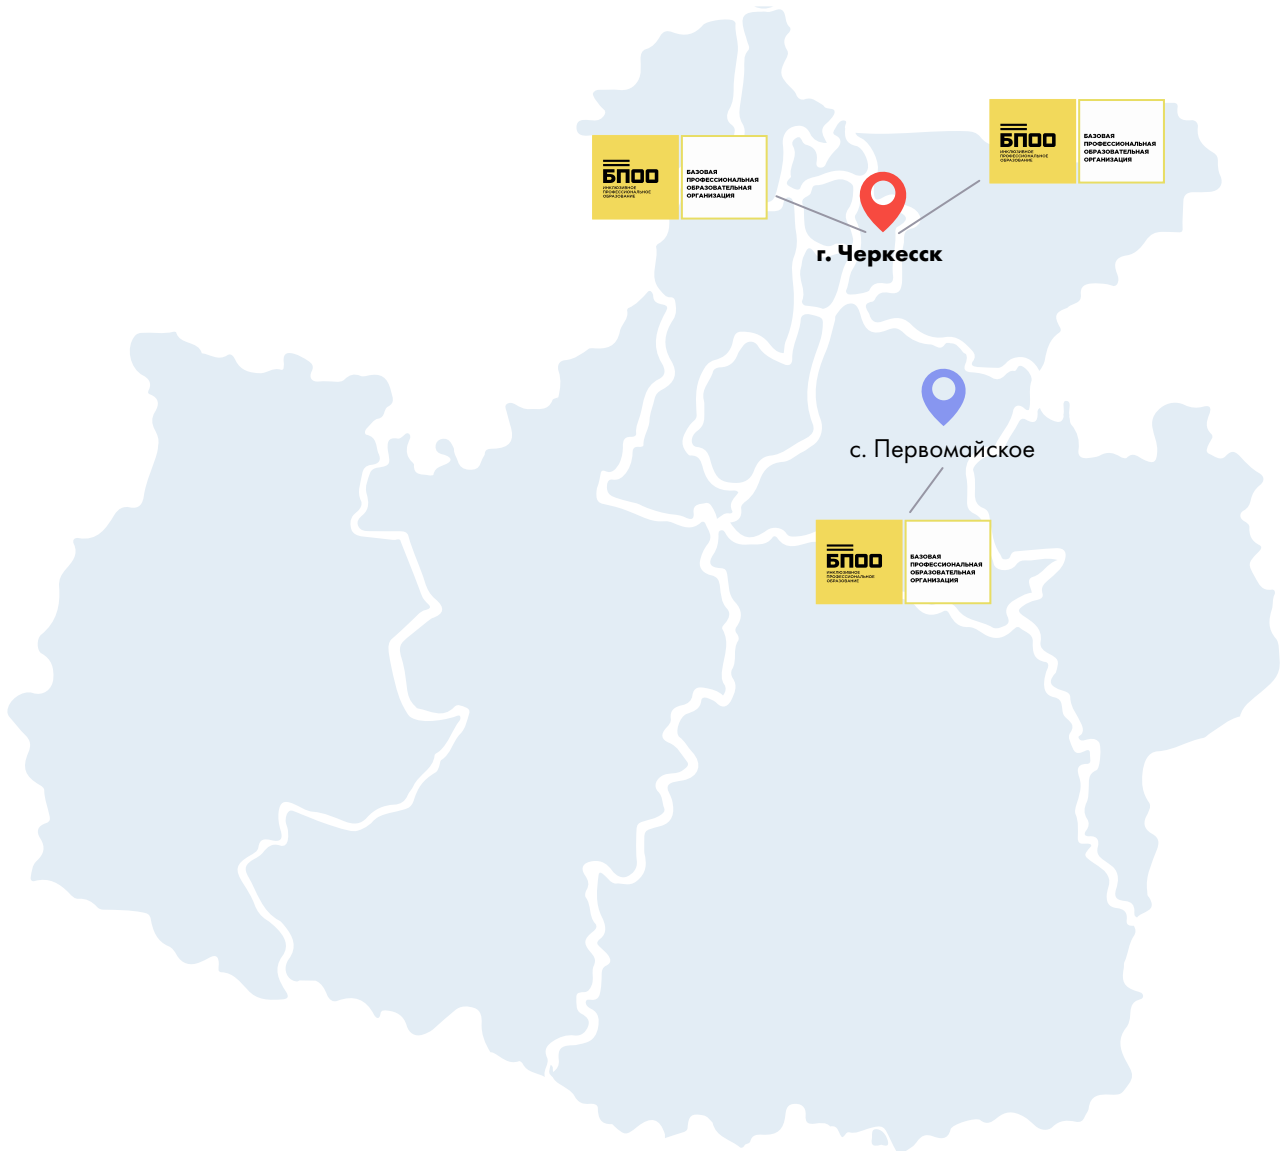 БПОО
ИНКЛЮЗИВНОЕ
ПРОФЕССИОНАЛЬНОЕ
ОБРАЗОВАНИЕ
БАЗОВАЯ
ПРОФЕССИОНАЛЬНАЯ
ОБРАЗОВАТЕЛЬНАЯ
ОРГАНИЗАЦИЯ
БПОО
ИНКЛЮЗИВНОЕ
ПРОФЕССИОНАЛЬНОЕ
ОБРАЗОВАНИЕ
БАЗОВАЯ
ПРОФЕССИОНАЛЬНАЯ
ОБРАЗОВАТЕЛЬНАЯ
ОРГАНИЗАЦИЯ
г. Черкесск
с. Первомайское
БПОО
ИНКЛЮЗИВНОЕ
ПРОФЕССИОНАЛЬНОЕ
ОБРАЗОВАНИЕ
БАЗОВАЯ
ПРОФЕССИОНАЛЬНАЯ
ОБРАЗОВАТЕЛЬНАЯ
ОРГАНИЗАЦИЯ